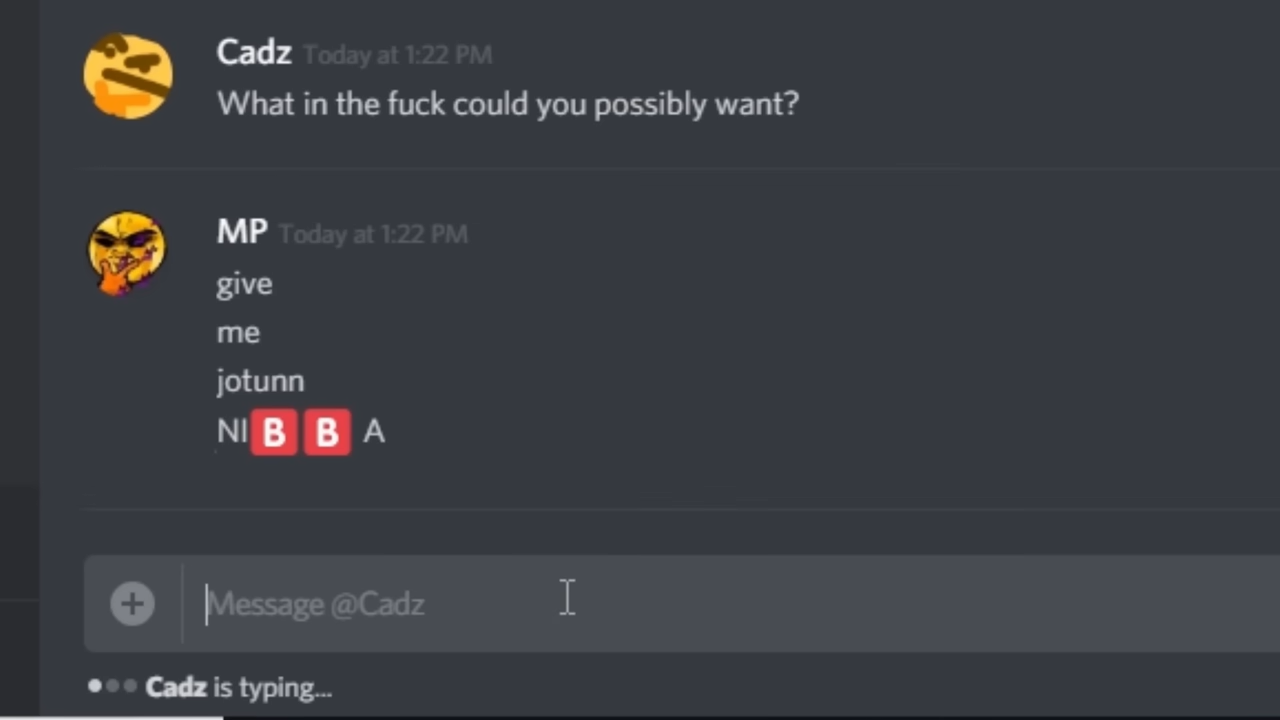 Cadz Today at 1:22 PM
What in the fuck could you possibly want?
MP Today at 1:22 PM
give
me
jotunn
NI🅱🅱 A
Message @Cadz
Cadz is typing...